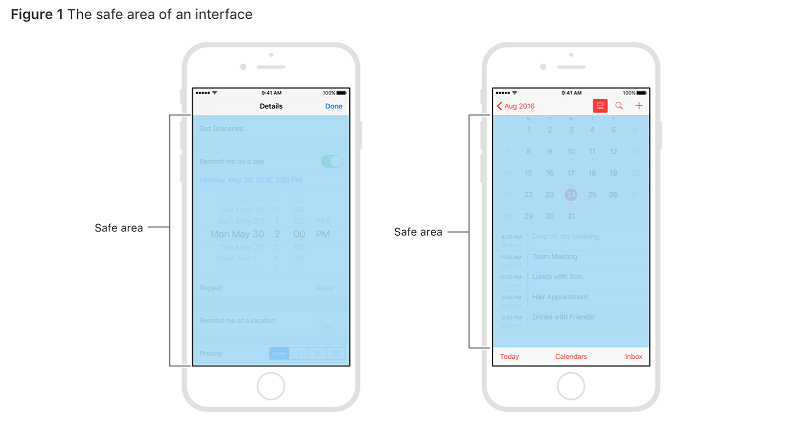 Figure 1 The safe area of an interface
9:41 AM 100%
Details Done
Get Groceries
Remind me on a day
Monday, May 30, 2016, 2:00 PM
Sun May 29 1 55 AM
Mon May 30 2 00 PM
Tue May 31 3 05
Repeat Never
Remind me at a location
Priority
Safe area
9:41 AM 100%
Aug 2016
1 2 3 4 5 6
7 8 9 10 11 12 13
14 15 16 17 18 19 20
21 22 23 24 25 26 27
28 29 30 31
Drop off dry cleaning
Team Meeting
Lunch with Tom
Hair Appointment
Drinks with Friends!
Today Calendars Inbox
Safe area